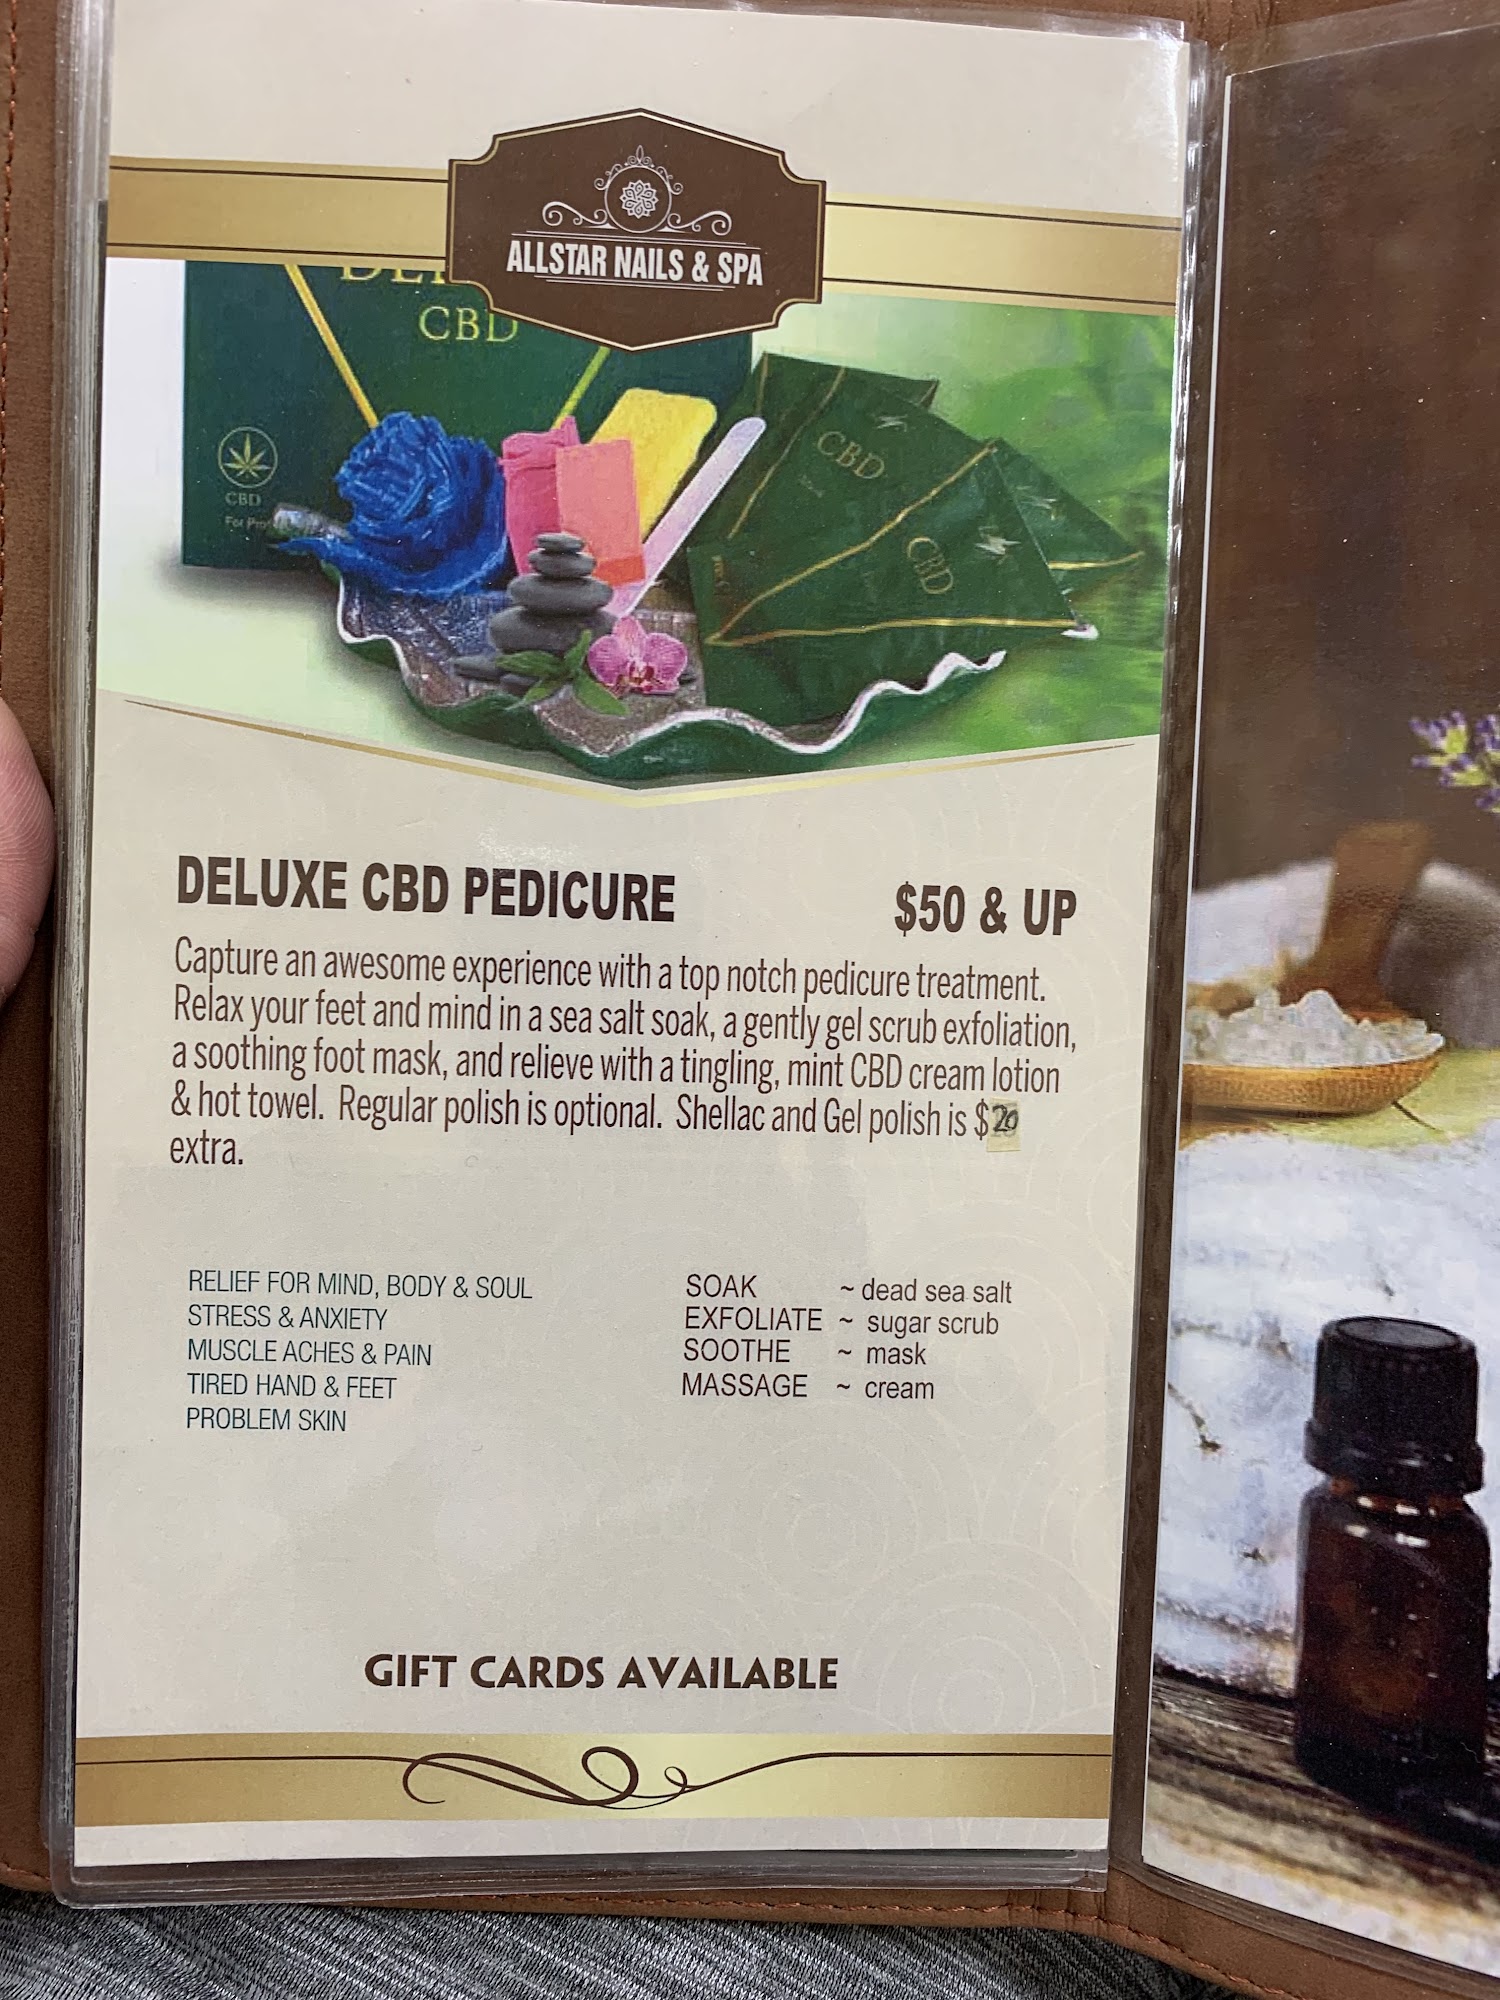 ALLSTAR NAILS & SPA
CBD
CBD
CBD
CBD
DELUXE CBD PEDICURE $50 & UP
Capture an awesome experience with a top notch pedicure treatment.
Relax your feet and mind in a sea salt soak, a gently gel scrub exfoliation,
a soothing foot mask, and relieve with a tingling, mint CBD cream lotion
& hot towel. Regular polish is optional. Shellac and Gel polish is $20
extra.
RELIEF FOR MIND, BODY & SOUL
STRESS & ANXIETY
MUSCLE ACHES & PAIN
TIRED HAND & FEET
PROBLEM SKIN
SOAK ~ dead sea salt
EXFOLIATE ~ sugar scrub
SOOTHE ~ mask
MASSAGE ~ cream
GIFT CARDS AVAILABLE